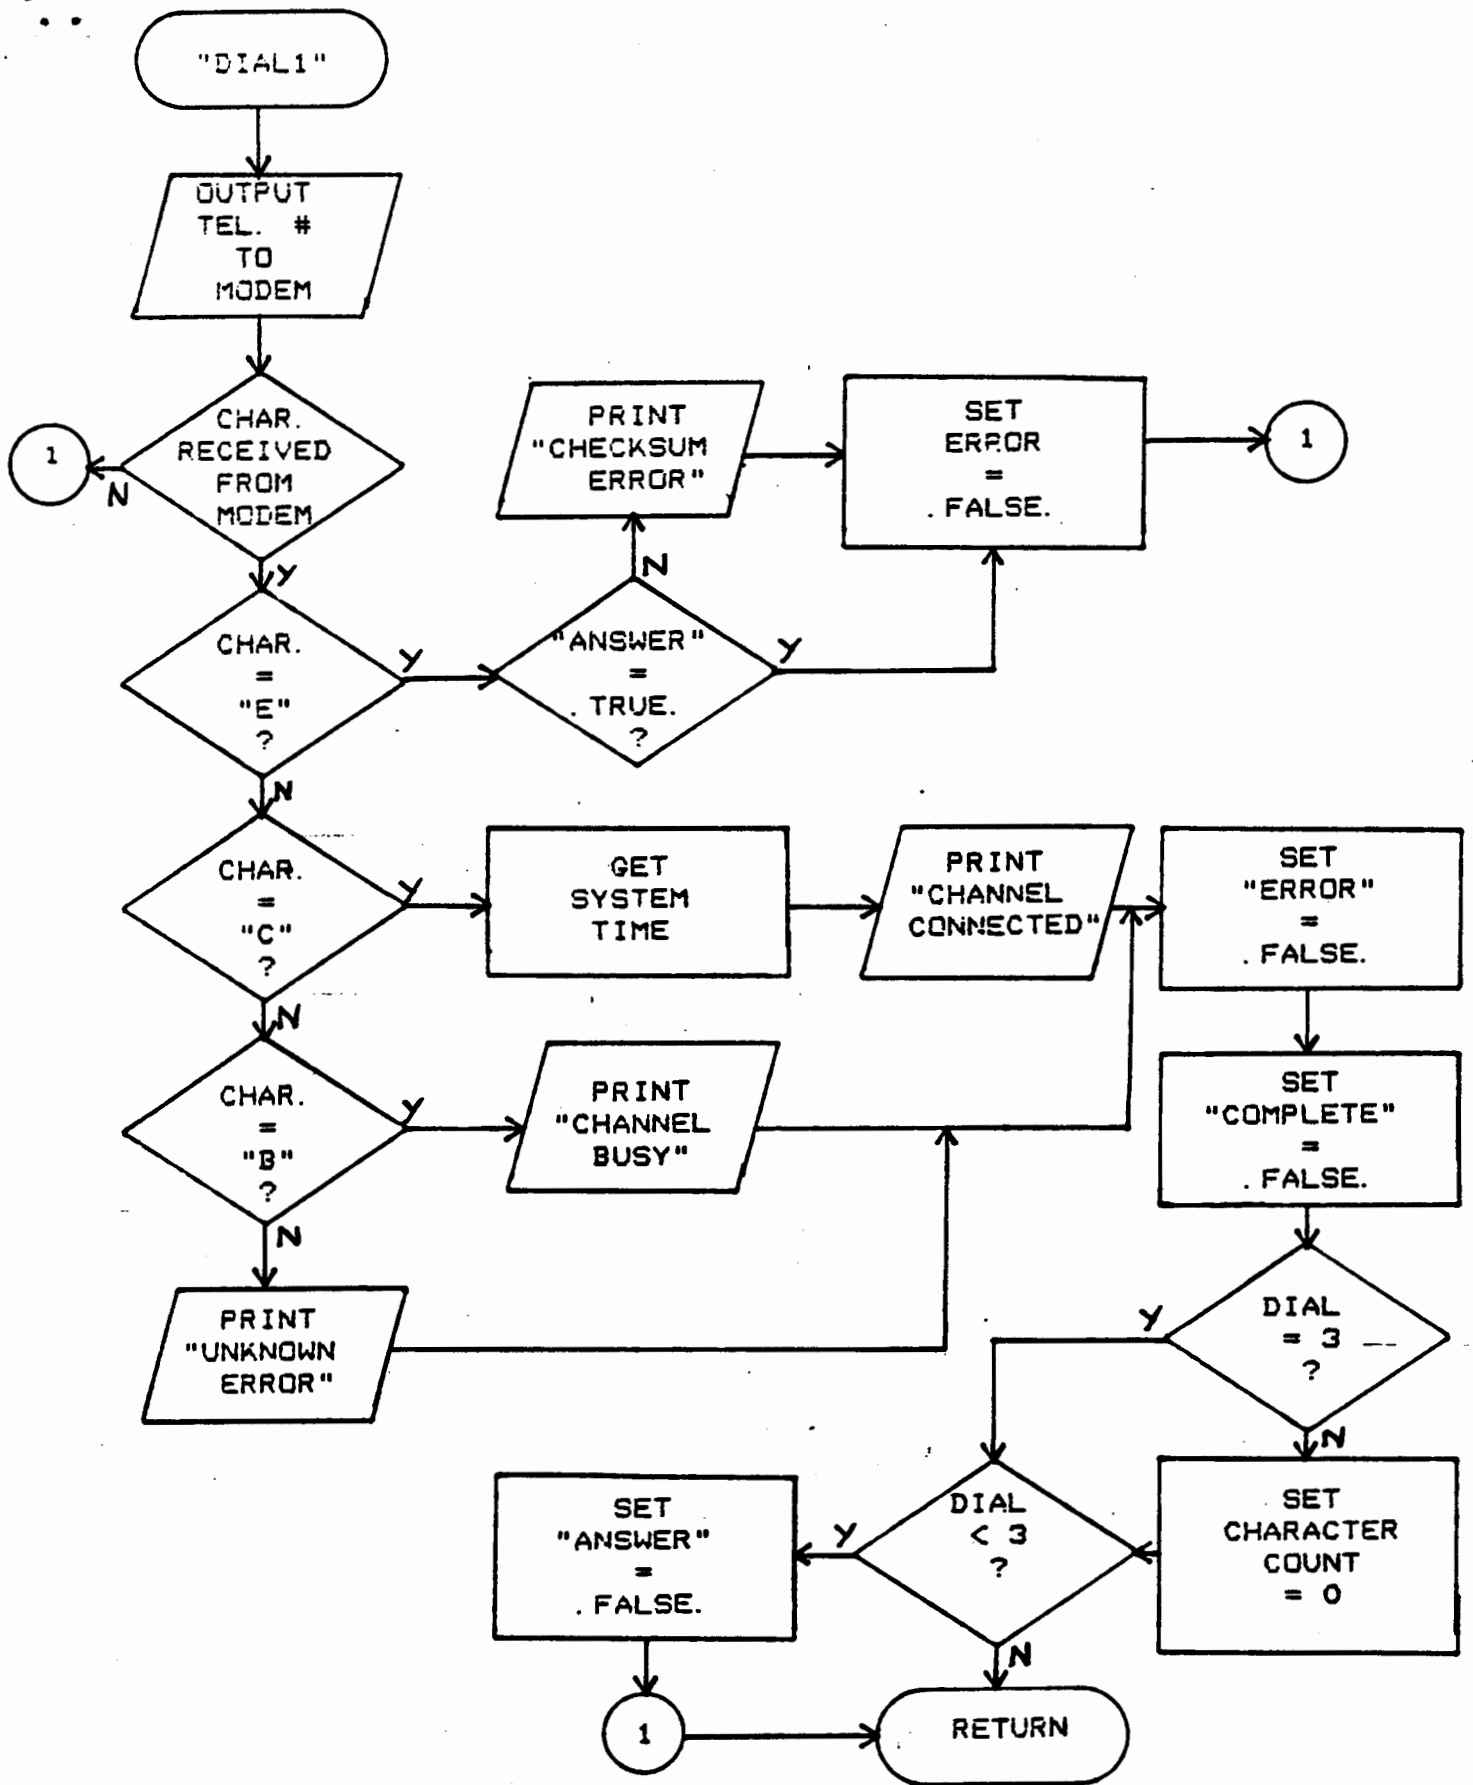 "DIAL1"
OUTPUT
TEL. #
TO
MODEM
CHAR.
RECEIVED
FROM
MODEM
N
1
Y
CHAR.
=
"E"
?
Y
"ANSWER"
=
. TRUE.
?
N
PRINT
"CHECKSUM
ERROR"
Y
SET
ERROR
=
. FALSE.
1
N
CHAR.
=
"C"
?
Y
GET
SYSTEM
TIME
PRINT
"CHANNEL
CONNECTED"
SET
"ERROR"
=
. FALSE.
N
CHAR.
=
"B"
?
Y
PRINT
"CHANNEL
BUSY"
SET
"COMPLETE"
=
. FALSE.
N
PRINT
"UNKNOWN
ERROR"
DIAL
= 3
?
Y
N
SET
CHARACTER
COUNT
= 0
DIAL
< 3
?
Y
SET
"ANSWER"
=
. FALSE.
N
1
RETURN